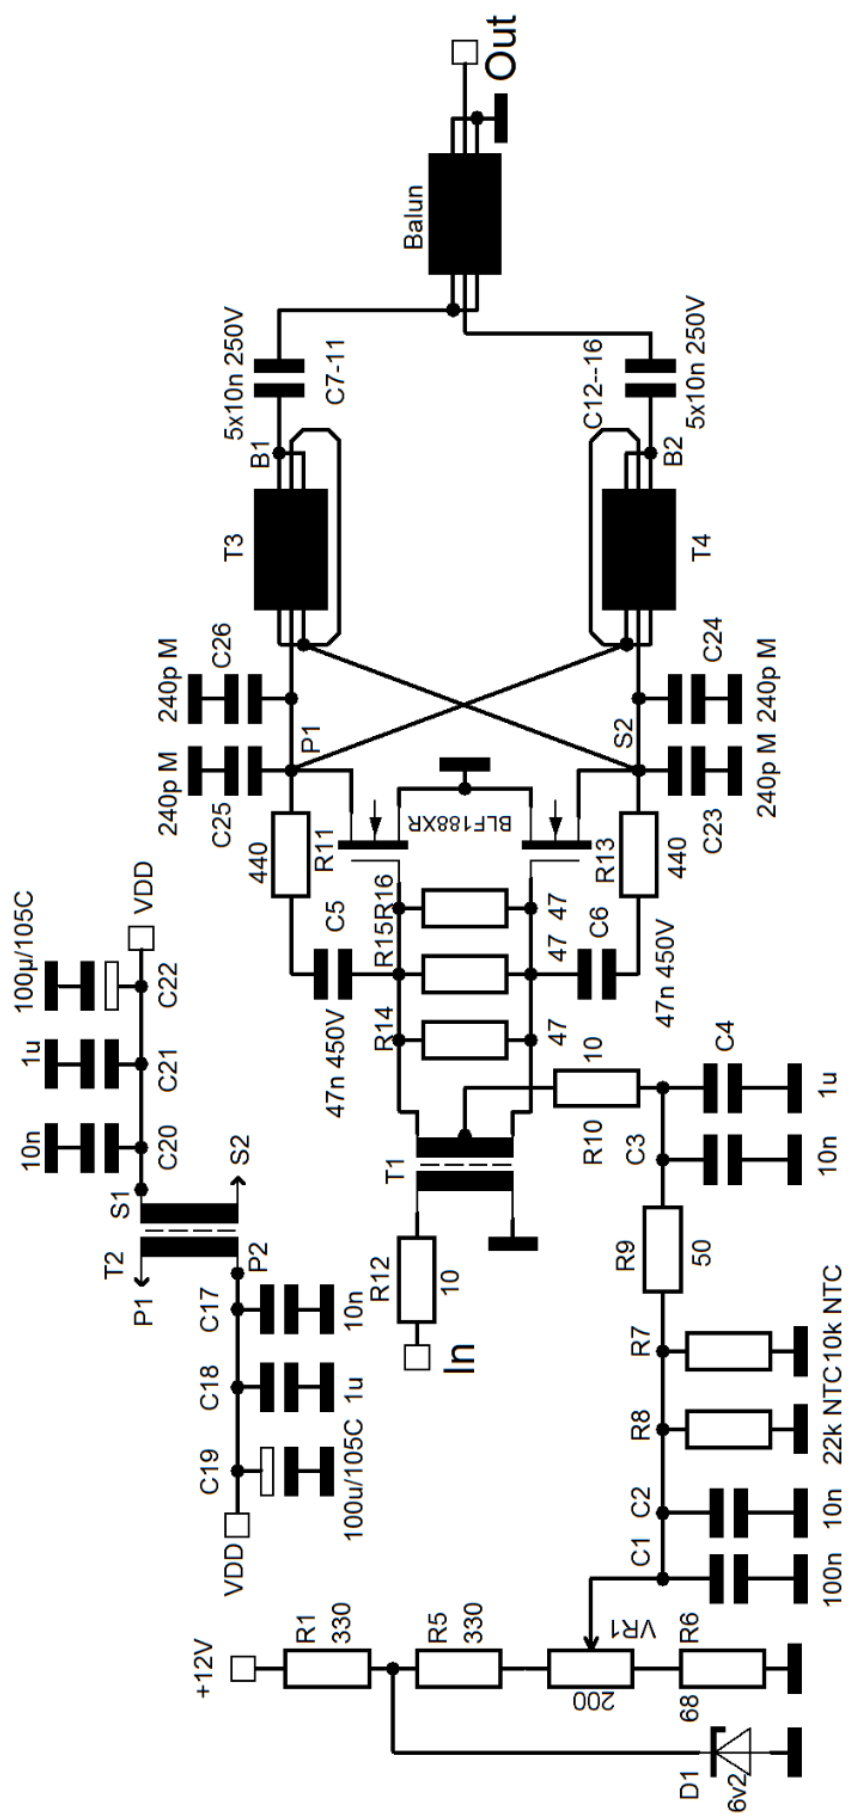 Out
Balun
5x10n 250V
C7-11
C12--16
5x10n 250V
B1
B2
T3
T4
240p M
C26
C24
240p M
P1
S2
240p M
C25
C23
240p M
BLF188XR
440
R11
R13
440
R16
47
C5
R15
47
C6
47n 450V
R14
47
47n 450V
100µ/105C
C22
VDD
1u
C21
10n
C20
S1
S2
T2
P1
P2
T1
10
R10
C4
1u
C3
10n
R12
10
In
R9
50
C17
10n
C18
1u
C19
100u/105C
VDD
R7
10k NTC
R8
22k NTC
C2
10n
C1
100n
+12V
R1
330
R5
330
VR1
200
R6
68
D1
6v2